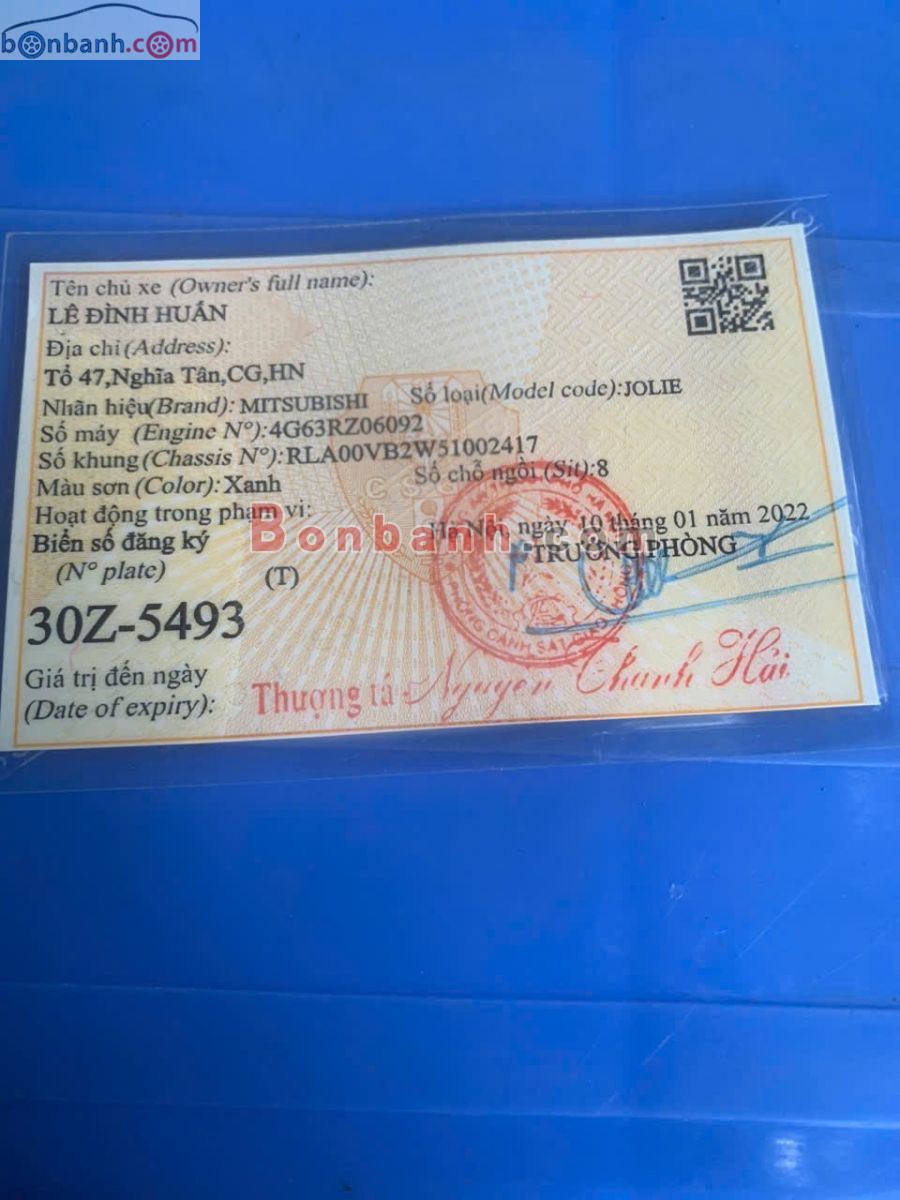 bonbanh.com
Tên chủ xe (Owner's full name):
LÊ ĐÌNH HUẤN
Địa chỉ (Address):
Tổ 47,Nghĩa Tân,CG,HN
Nhãn hiệu(Brand): MITSUBISHI Số loại(Model code):JOLIE
Số máy (Engine N°):4G63RZ06092
Số khung(Chassis N°):RLA00VB2W51002417
Màu sơn (Color): Xanh Số chỗ ngồi (Sit):8
Hoạt động trong phạm vi:
Bonbanh.com
Hà Nội, ngày 10 tháng 01 năm 2022
Biển số đăng ký TRƯỞNG PHÒNG
(N° plate) (T)
30Z-5493
Giá trị đến ngày
(Date of expiry):
Thượng tá Nguyen Thanh Hải